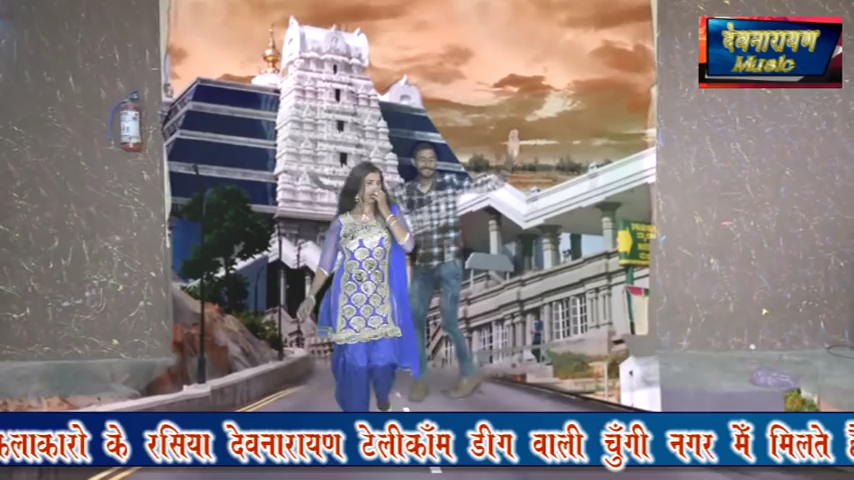 देवनारायण
Music
कलाकारो के रसिया देवनारायण टेलीकॉम डीग वाली चुँगी नगर मेँ मिलते है